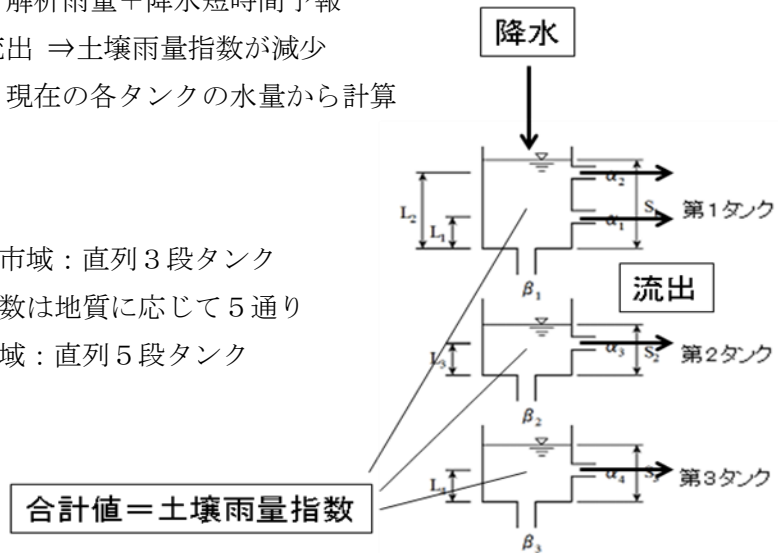 解析雨量＋降水短時間予報
流出 ⇒土壌雨量指数が減少
現在の各タンクの水量から計算
市域：直列３段タンク
数は地質に応じて５通り
域：直列５段タンク
降水
L₂
L₁
α₂
α₁
S₁
第１タンク
β₁
流出
L₃
α₃
S₂
第２タンク
β₂
L₄
α₄
S₃
第３タンク
β₃
合計値＝土壌雨量指数